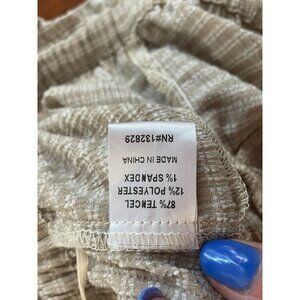 87% TENCEL
12% POLYESTER
1% SPANDEX
MADE IN CHINA
RN#132829